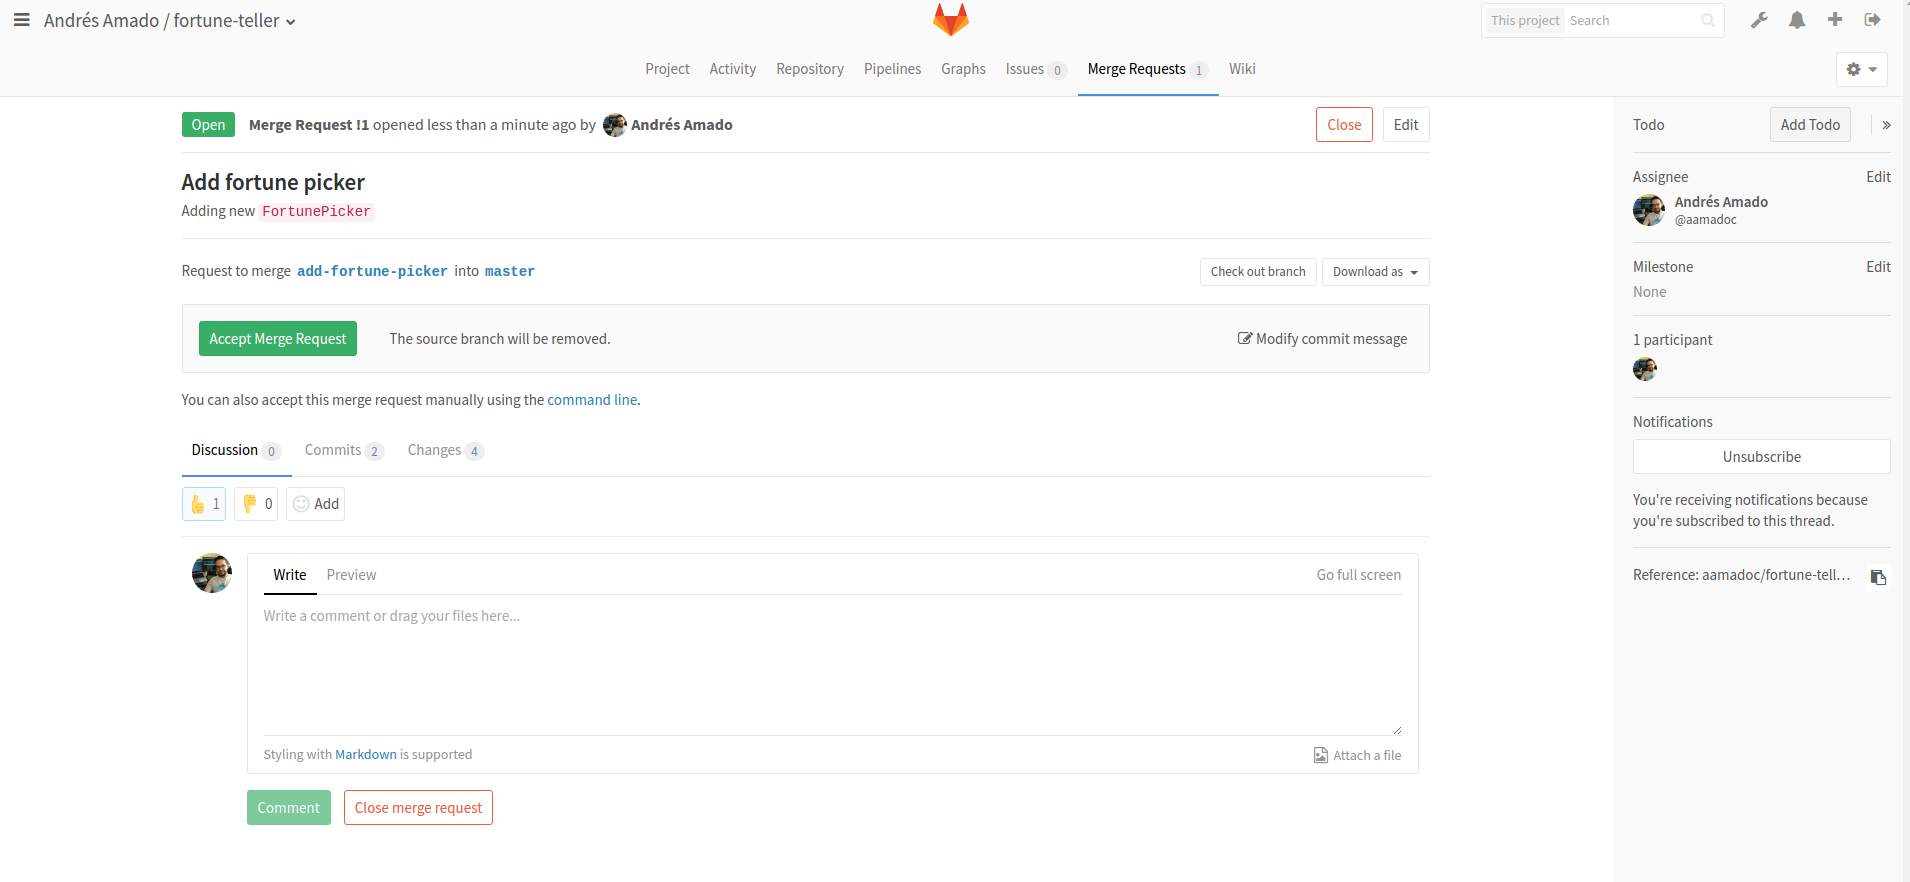 Andrés Amado / fortune-teller
This project Search
Project Activity Repository Pipelines Graphs Issues 0 Merge Requests 1 Wiki
Open Merge Request !1 opened less than a minute ago by Andrés Amado Close Edit
Add fortune picker
Adding new FortunePicker
Request to merge add-fortune-picker into master Check out branch Download as
Accept Merge Request The source branch will be removed. Modify commit message
You can also accept this merge request manually using the command line.
Discussion 0 Commits 2 Changes 4
1 0 Add
Write Preview Go full screen
Write a comment or drag your files here...
Styling with Markdown is supported Attach a file
Comment Close merge request
Todo Add Todo »
Assignee Edit
Andrés Amado
@aamadoc
Milestone Edit
None
1 participant
Notifications
Unsubscribe
You're receiving notifications because
you're subscribed to this thread.
Reference: aamadoc/fortune-tell…